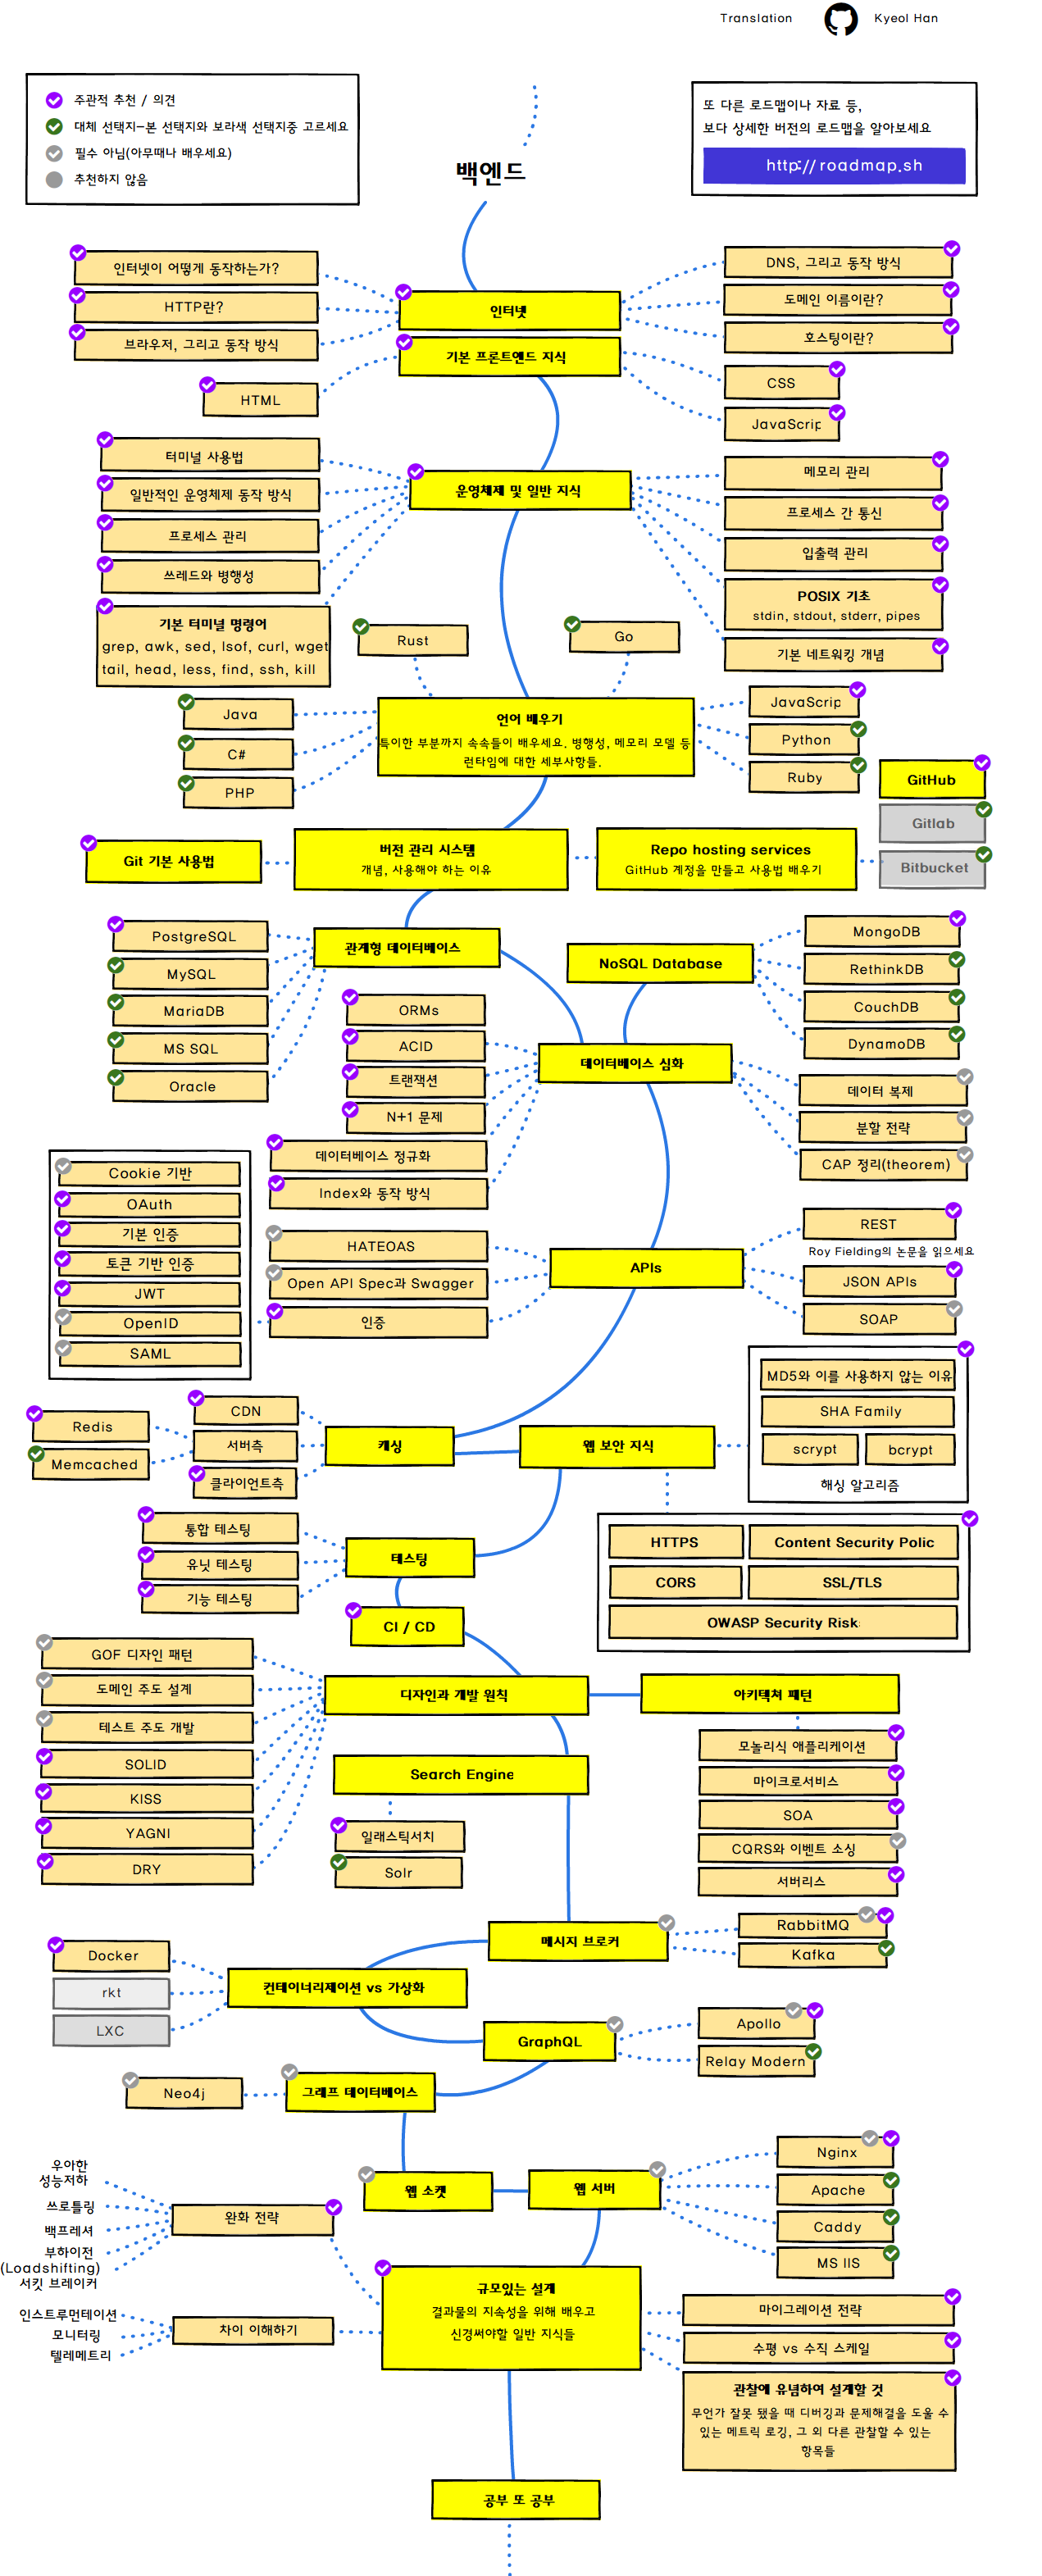 Translation
Kyeol Han
주관적 추천 / 의견
대체 선택지-본 선택지와 보라색 선택지중 고르세요
필수 아님(아무때나 배우세요)
추천하지 않음
백엔드
또 다른 로드맵이나 자료 등,
보다 상세한 버전의 로드맵을 알아보세요
http://roadmap.sh
인터넷이 어떻게 동작하는가?
HTTP란?
브라우저, 그리고 동작 방식
HTML
인터넷
기본 프론트엔드 지식
DNS, 그리고 동작 방식
도메인 이름이란?
호스팅이란?
CSS
JavaScrip
터미널 사용법
일반적인 운영체제 동작 방식
프로세스 관리
쓰레드와 병행성
기본 터미널 명령어
grep, awk, sed, lsof, curl, wget
tail, head, less, find, ssh, kill
운영체제 및 일반 지식
메모리 관리
프로세스 간 통신
입출력 관리
POSIX 기초
stdin, stdout, stderr, pipes
기본 네트워킹 개념
Rust
Go
Java
C#
PHP
언어 배우기
특이한 부분까지 속속들이 배우세요. 병행성, 메모리 모델 등
런타임에 대한 세부사항들.
JavaScrip
Python
Ruby
GitHub
Gitlab
Bitbucket
Git 기본 사용법
버전 관리 시스템
개념, 사용해야 하는 이유
Repo hosting services
GitHub 계정을 만들고 사용법 배우기
PostgreSQL
MySQL
MariaDB
MS SQL
Oracle
관계형 데이터베이스
NoSQL Database
MongoDB
RethinkDB
CouchDB
DynamoDB
ORMs
ACID
트랜잭션
N+1 문제
데이터베이스 정규화
Index와 동작 방식
데이터베이스 심화
데이터 복제
분할 전략
CAP 정리(theorem)
Cookie 기반
OAuth
기본 인증
토큰 기반 인증
JWT
OpenID
SAML
HATEOAS
Open API Spec과 Swagger
인증
APIs
REST
Roy Fielding의 논문을 읽으세요
JSON APIs
SOAP
MD5와 이를 사용하지 않는 이유
SHA Family
scrypt
bcrypt
해싱 알고리즘
Redis
Memcached
CDN
서버측
클라이언트측
캐싱
웹 보안 지식
HTTPS
Content Security Polic
CORS
SSL/TLS
OWASP Security Risk
통합 테스팅
유닛 테스팅
기능 테스팅
테스팅
CI / CD
GOF 디자인 패턴
도메인 주도 설계
테스트 주도 개발
SOLID
KISS
YAGNI
DRY
디자인과 개발 원칙
아키텍쳐 패턴
모놀리식 애플리케이션
마이크로서비스
SOA
CQRS와 이벤트 소싱
서버리스
Search Engine
일래스틱서치
Solr
메시지 브로커
RabbitMQ
Kafka
Docker
rkt
LXC
컨테이너리제이션 vs 가상화
GraphQL
Apollo
Relay Modern
Neo4j
그래프 데이터베이스
웹 소켓
웹 서버
Nginx
Apache
Caddy
MS IIS
우아한
성능저하
쓰로틀링
백프레셔
부하이전
(Loadshifting)
서킷 브레이커
완화 전략
인스트루먼테이션
모니터링
텔레메트리
차이 이해하기
규모있는 설계
결과물의 지속성을 위해 배우고
신경써야할 일반 지식들
마이그레이션 전략
수평 vs 수직 스케일
관찰에 유념하여 설계할 것
무언가 잘못 됐을 때 디버깅과 문제해결을 도울 수
있는 메트릭 로깅, 그 외 다른 관찰할 수 있는
항목들
공부 또 공부